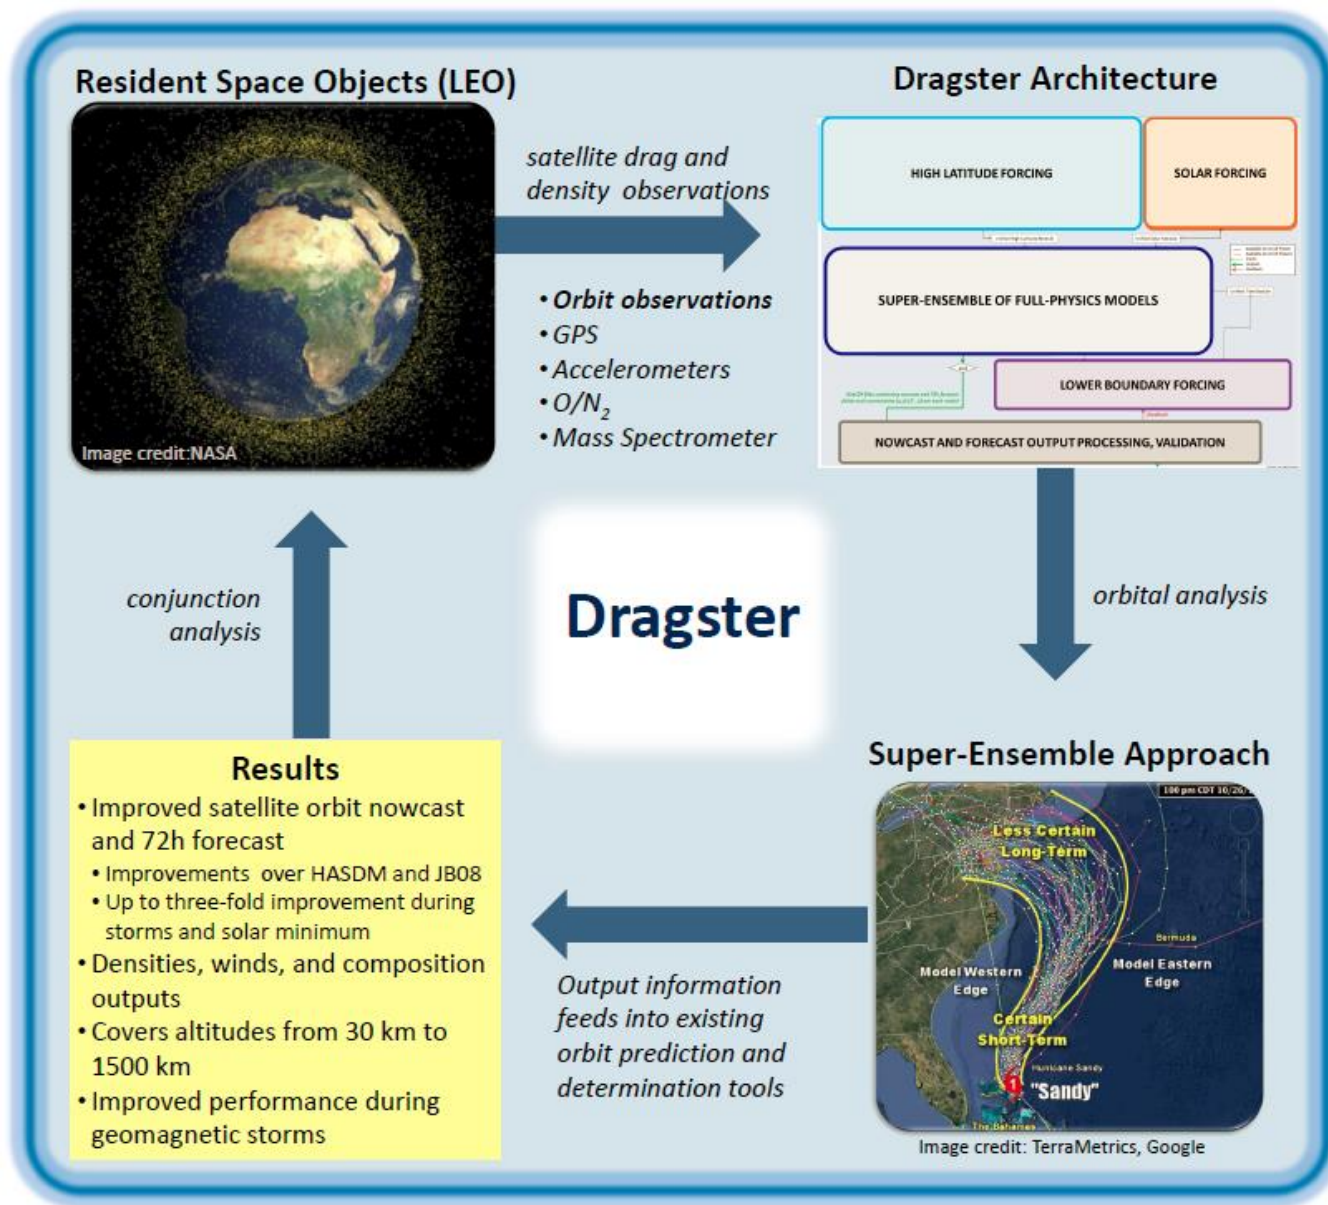 Resident Space Objects (LEO)
Image credit:NASA
satellite drag and
density observations
• Orbit observations
• GPS
• Accelerometers
• O/N2
• Mass Spectrometer
Dragster Architecture
HIGH LATITUDE FORCING
SOLAR FORCING
SUPER-ENSEMBLE OF FULL-PHYSICS MODELS
LOWER BOUNDARY FORCING
NOWCAST AND FORECAST OUTPUT PROCESSING, VALIDATION
orbital analysis
conjunction
analysis
Dragster
Super-Ensemble Approach
100 pm CDT 10/26/
Less Certain
Long-Term
Bermuda
Model Western
Edge
Model Eastern
Edge
Certain
Short-Term
Hurricane Sandy
1
"Sandy"
The Bahamas
Image credit: TerraMetrics, Google
Output information
feeds into existing
orbit prediction and
determination tools
Results
• Improved satellite orbit nowcast
and 72h forecast
• Improvements over HASDM and JB08
• Up to three-fold improvement during
storms and solar minimum
• Densities, winds, and composition
outputs
• Covers altitudes from 30 km to
1500 km
• Improved performance during
geomagnetic storms